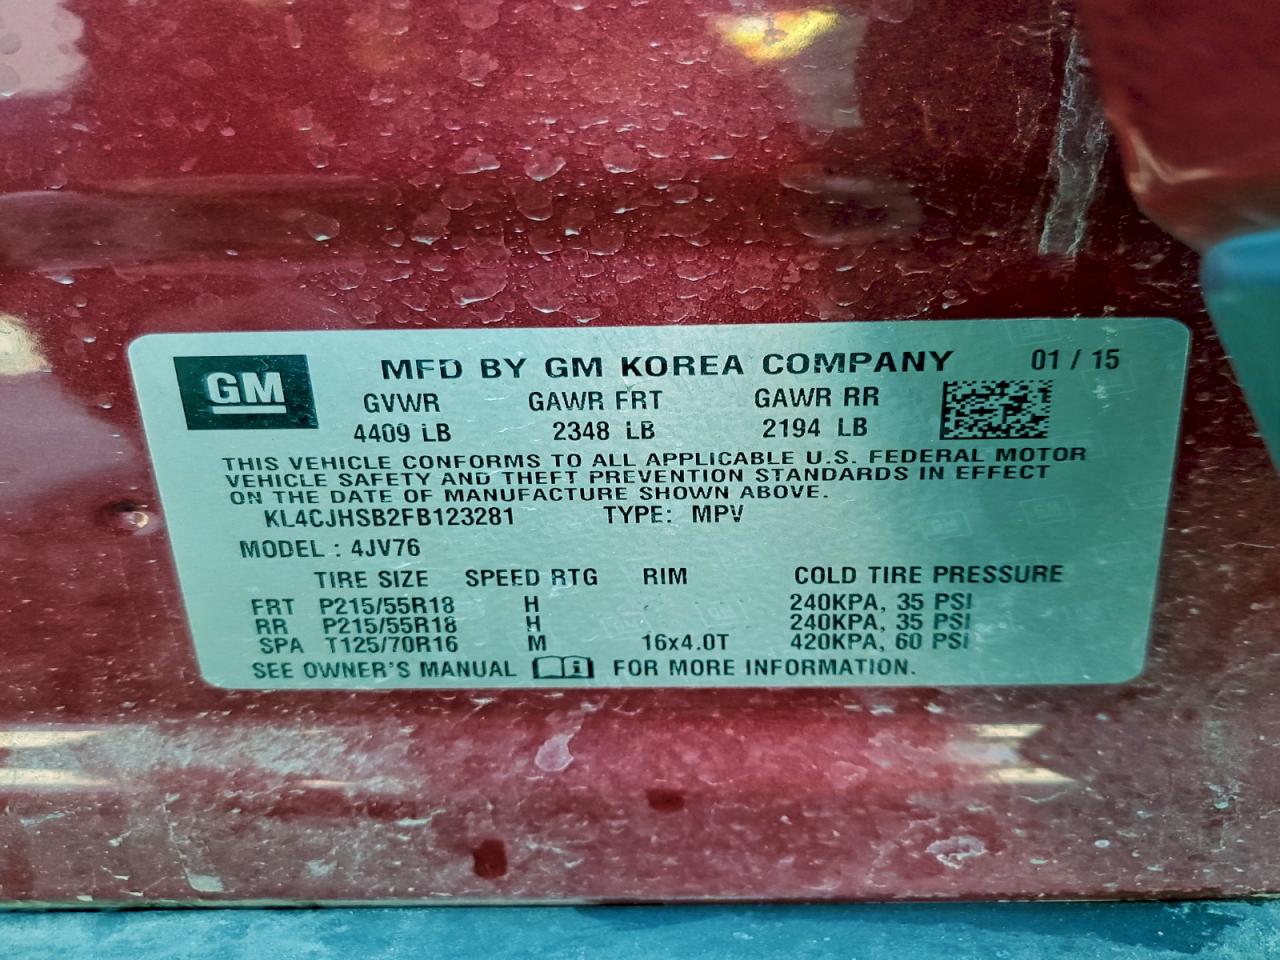 GM
MFD BY GM KOREA COMPANY 01 / 15
GVWR GAWR FRT GAWR RR
4409 LB 2348 LB 2194 LB
THIS VEHICLE CONFORMS TO ALL APPLICABLE U.S. FEDERAL MOTOR
VEHICLE SAFETY AND THEFT PREVENTION STANDARDS IN EFFECT
ON THE DATE OF MANUFACTURE SHOWN ABOVE.
KL4CJHSB2FB123281 TYPE: MPV
MODEL : 4JV76
TIRE SIZE SPEED RTG RIM COLD TIRE PRESSURE
FRT P215/55R18 H 240KPA, 35 PSI
RR P215/55R18 H 240KPA, 35 PSI
SPA T125/70R16 M 16x4.0T 420KPA, 60 PSI
SEE OWNER'S MANUAL FOR MORE INFORMATION.